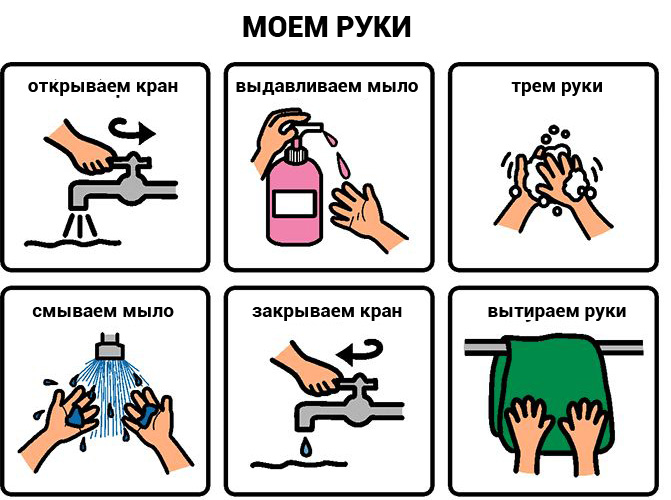 МОЕМ РУКИ
открываем кран
выдавливаем мыло
трем руки
смываем мыло
закрываем кран
вытираем руки